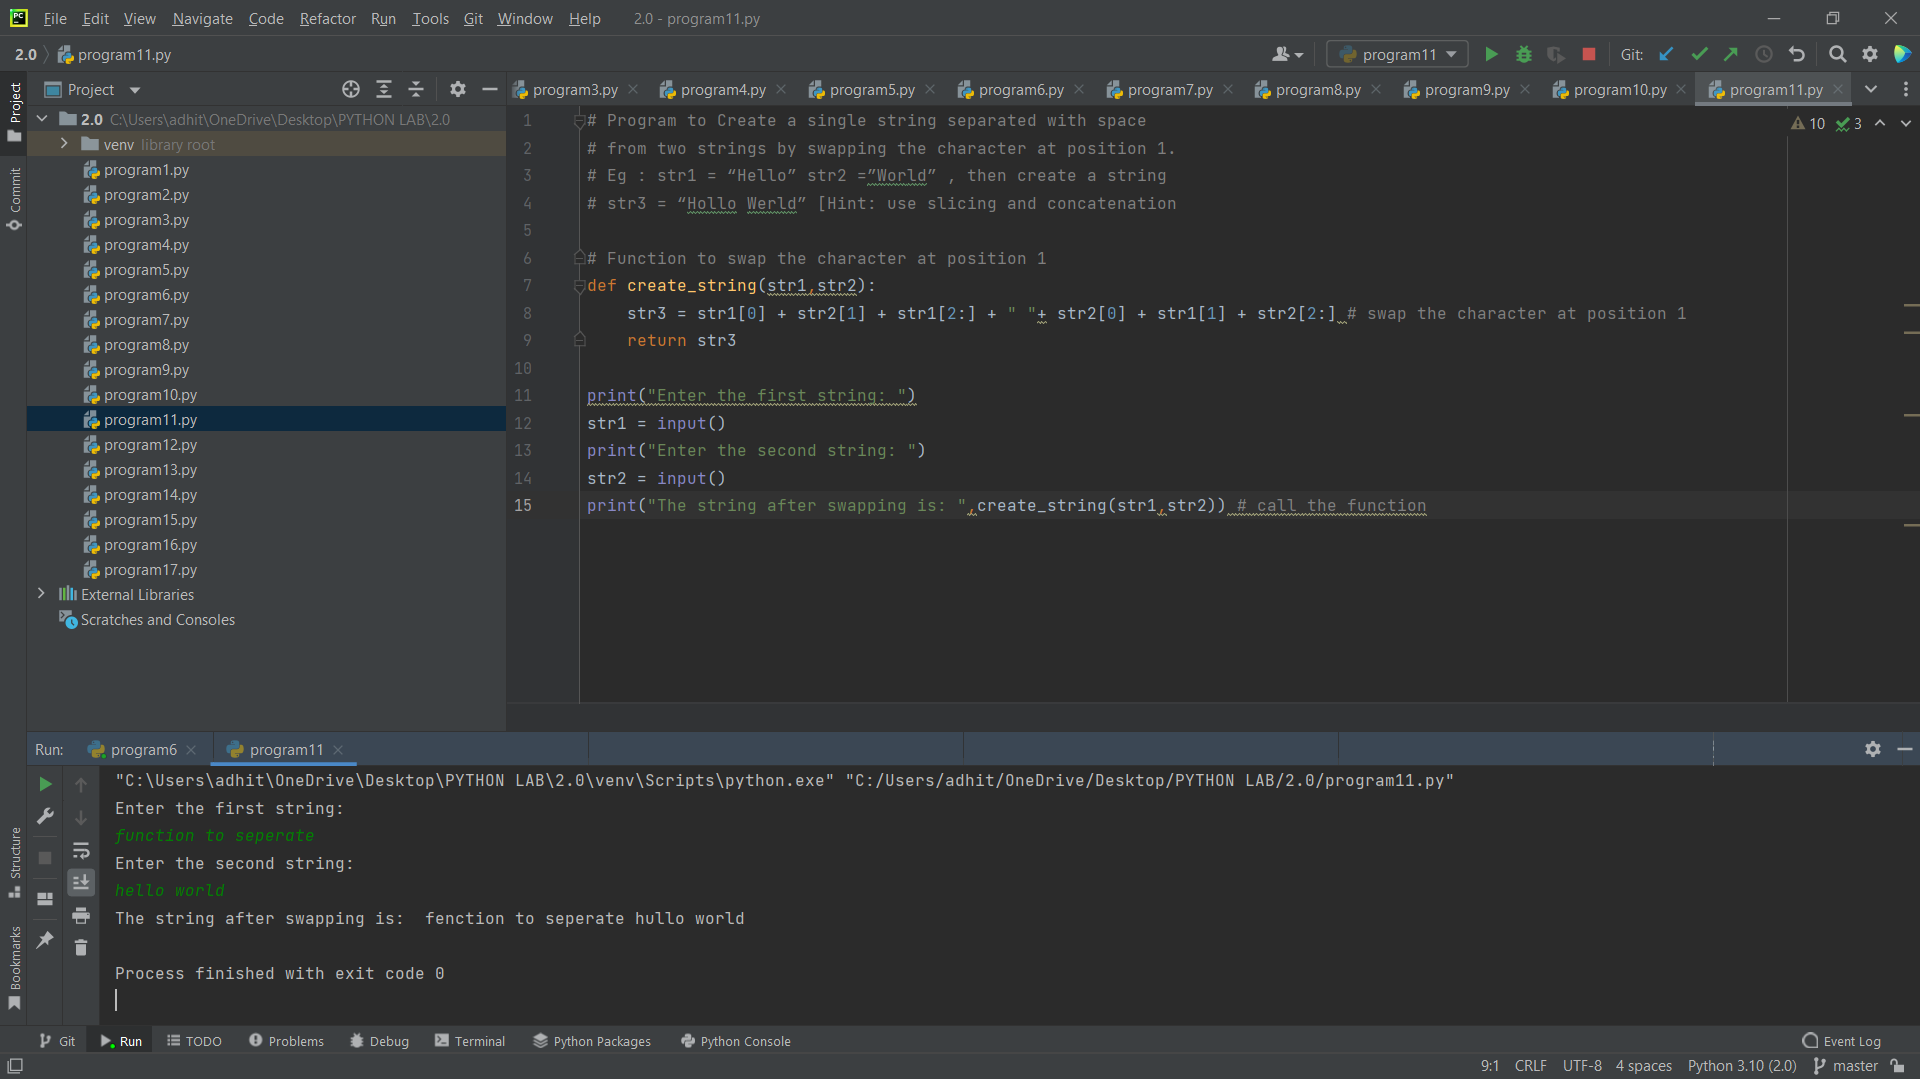 File Edit View Navigate Code Refactor Run Tools Git Window Help 2.0 - program11.py
2.0 program11.py program11 Git:
Project
program3.py program4.py program5.py program6.py program7.py program8.py program9.py program10.py program11.py
Project
Commit
2.0 C:\Users\adhit\OneDrive\Desktop\PYTHON LAB\2.0
venv library root
program1.py
program2.py
program3.py
program4.py
program5.py
program6.py
program7.py
program8.py
program9.py
program10.py
program11.py
program12.py
program13.py
program14.py
program15.py
program16.py
program17.py
External Libraries
Scratches and Consoles
10 3
1 # Program to Create a single string separated with space
2 # from two strings by swapping the character at position 1.
3 # Eg : str1 = “Hello” str2 =”World” , then create a string
4 # str3 = “Hollo Werld” [Hint: use slicing and concatenation
5
6 # Function to swap the character at position 1
7 def create_string(str1,str2):
8 str3 = str1[0] + str2[1] + str1[2:] + " "+ str2[0] + str1[1] + str2[2:] # swap the character at position 1
9 return str3
10
11 print("Enter the first string: ")
12 str1 = input()
13 print("Enter the second string: ")
14 str2 = input()
15 print("The string after swapping is: ",create_string(str1,str2)) # call the function
Run: program6 program11
Structure
Bookmarks
"C:\Users\adhit\OneDrive\Desktop\PYTHON LAB\2.0\venv\Scripts\python.exe" "C:/Users/adhit/OneDrive/Desktop/PYTHON LAB/2.0/program11.py"
Enter the first string:
function to seperate
Enter the second string:
hello world
The string after swapping is:  fenction to seperate hullo world
Process finished with exit code 0
Git Run TODO Problems Debug Terminal Python Packages Python Console Event Log
9:1 CRLF UTF-8 4 spaces Python 3.10 (2.0) master